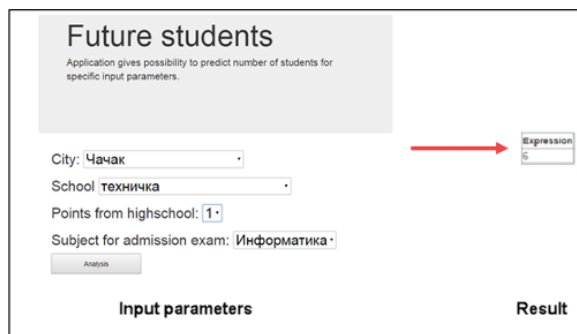 Future students
Application gives possibility to predict number of students for
specific input parameters.
City: Чачак
School техничка
Points from highschool: 1
Subject for admission exam: Информатика
Analysis
Expression
6
Input parameters
Result